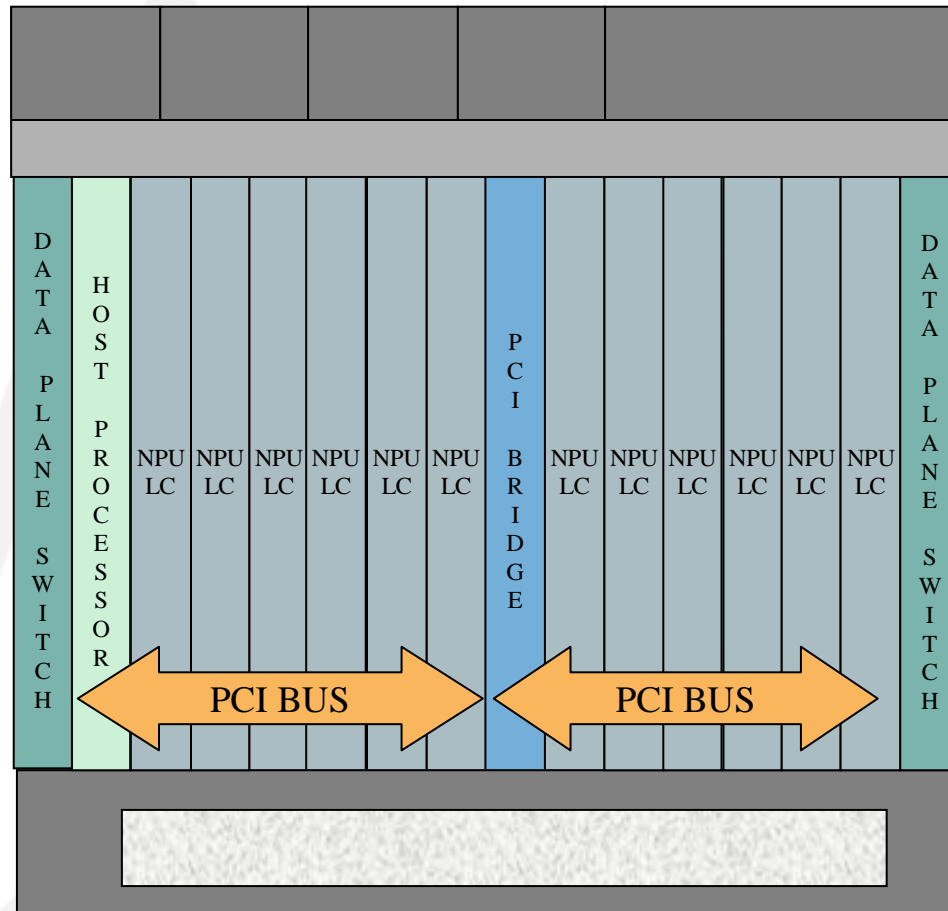 DATA PLANE SWITCH
HOST PROCESSOR
NPU
LC
NPU
LC
NPU
LC
NPU
LC
NPU
LC
NPU
LC
PCI BRIDGE
NPU
LC
NPU
LC
NPU
LC
NPU
LC
NPU
LC
NPU
LC
DATA PLANE SWITCH
PCI BUS
PCI BUS